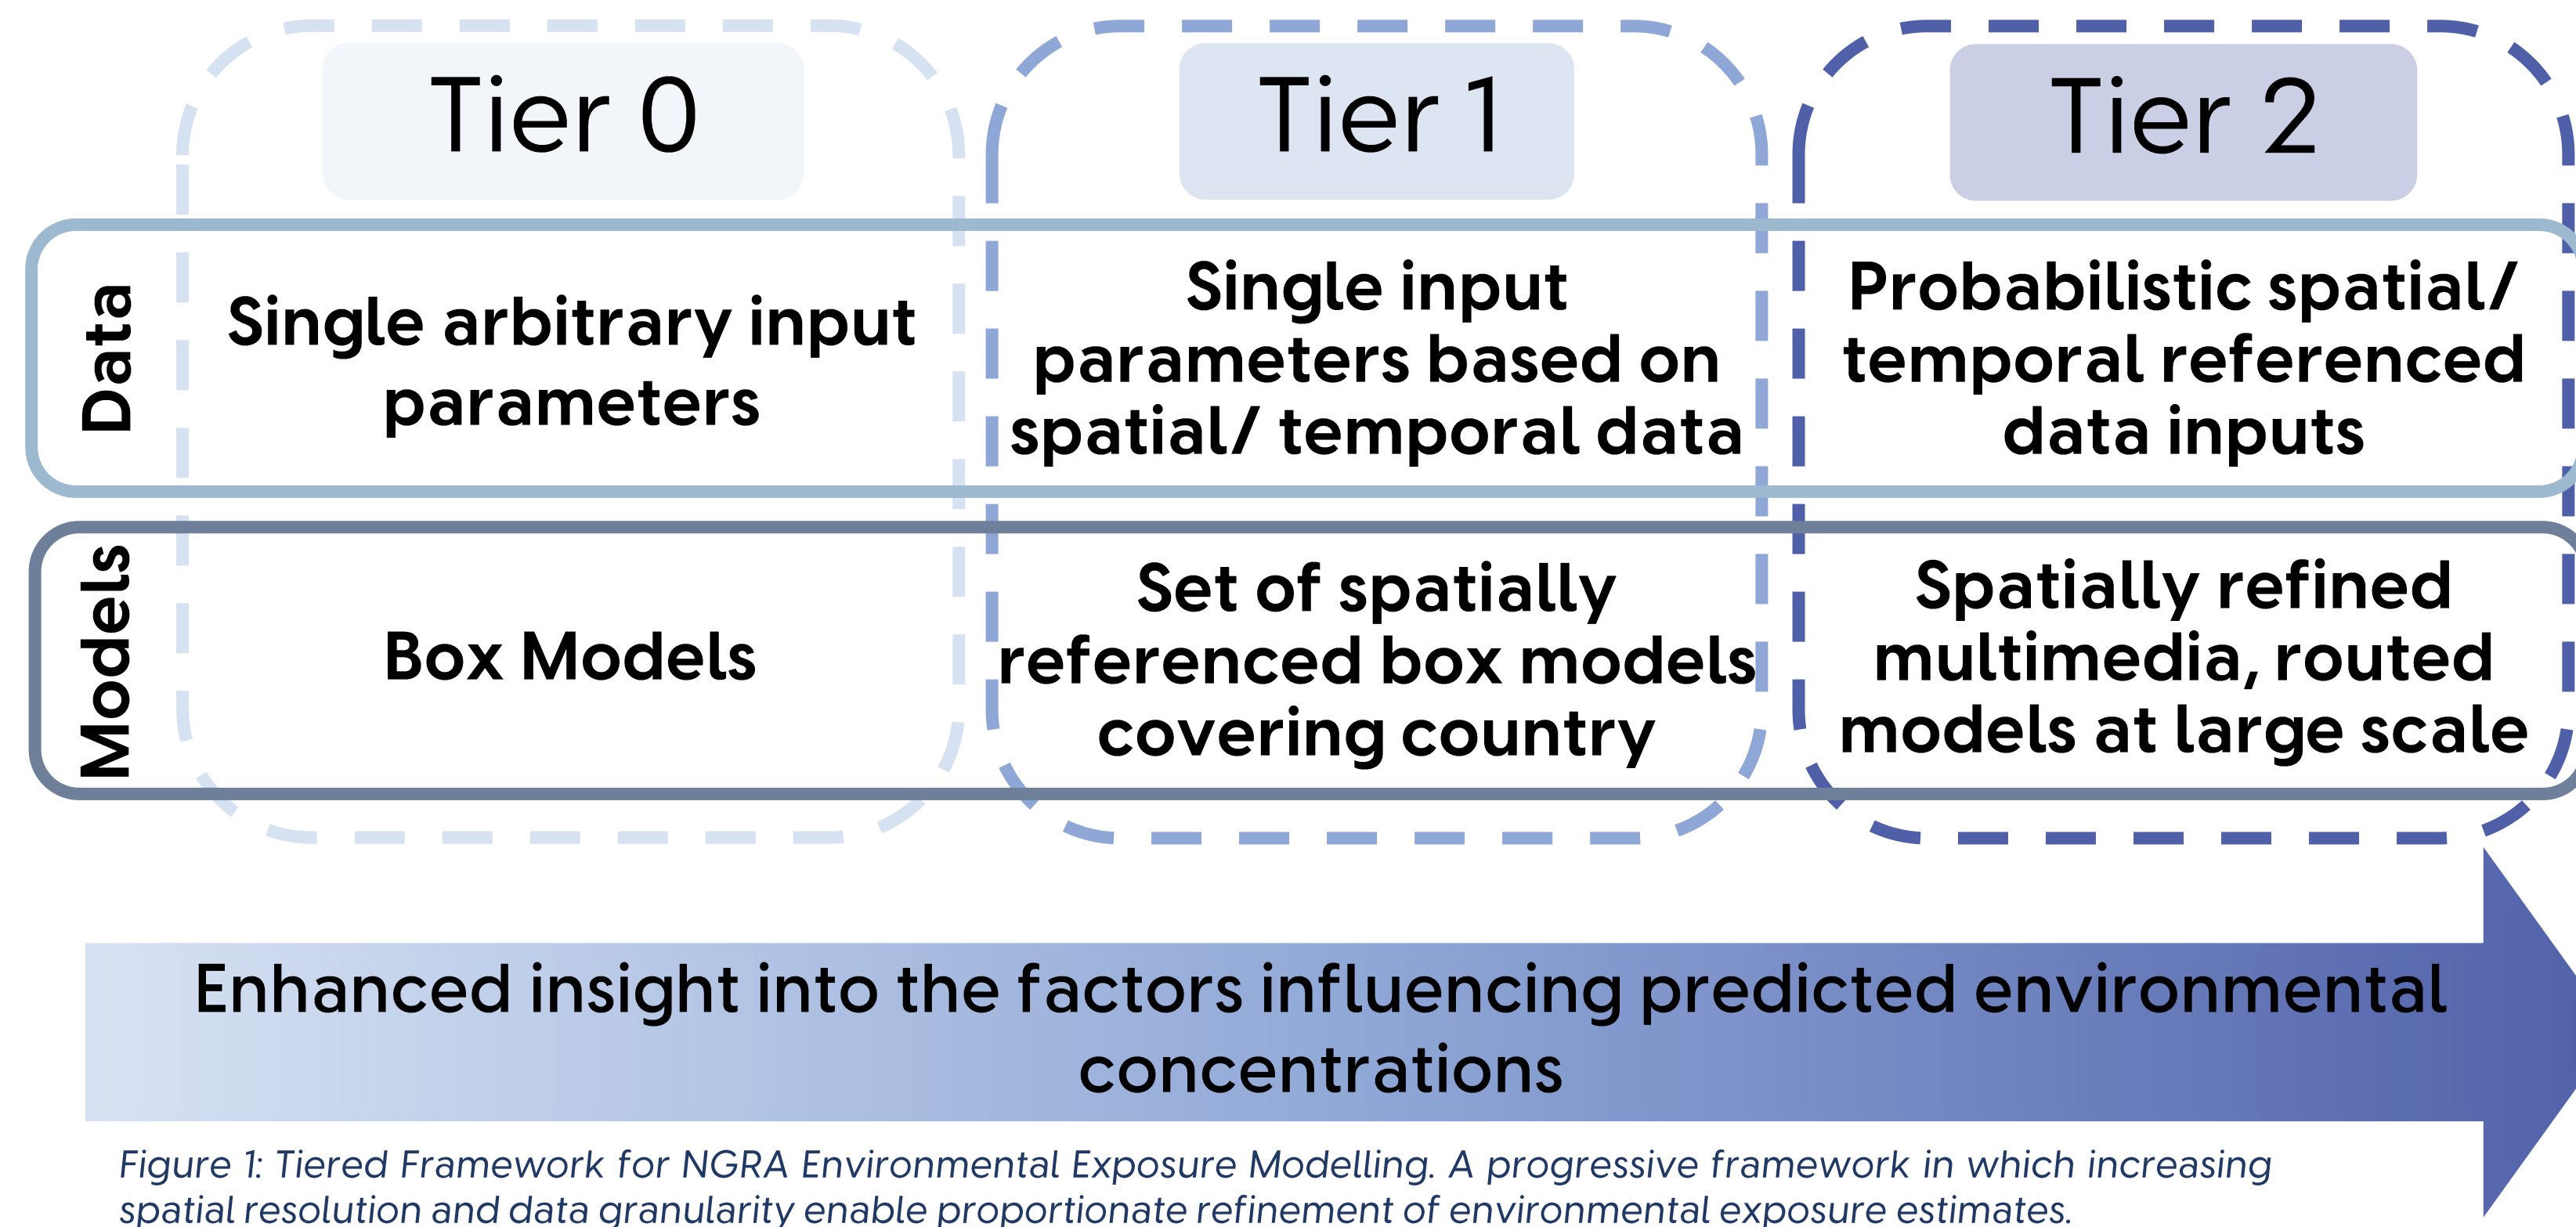 Tier 0
Tier 1
Tier 2
Data
Single arbitrary input
parameters
Single input
parameters based on
spatial/ temporal data
Probabilistic spatial/
temporal referenced
data inputs
Models
Box Models
Set of spatially
referenced box models
covering country
Spatially refined
multimedia, routed
models at large scale
Enhanced insight into the factors influencing predicted environmental
concentrations
Figure 1: Tiered Framework for NGRA Environmental Exposure Modelling. A progressive framework in which increasing
spatial resolution and data granularity enable proportionate refinement of environmental exposure estimates.